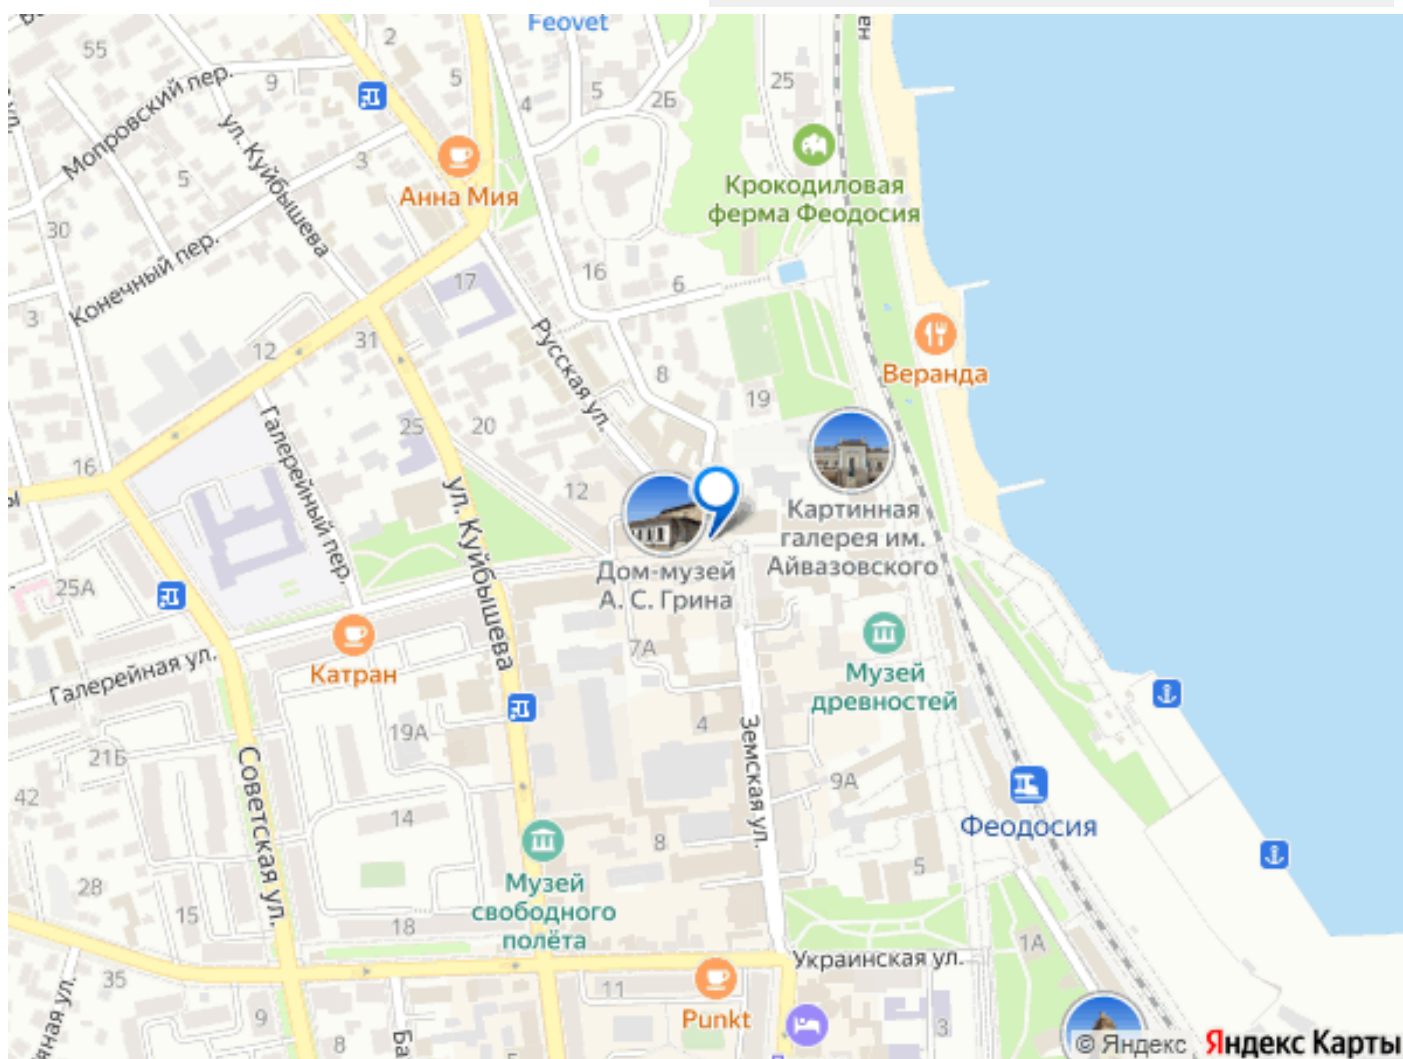 Feovet
55
2
9
5
4
5
2Б
25
Мопровский пер.
ул. Куйбышева
3
5
Анна Мия
Крокодиловая
ферма Феодосия
30
Конечный пер.
17
16
6
3
12
31
Русская ул.
Веранда
8
19
25
20
Галерейный пер.
16
12
ул. Куйбышева
Картинная
галерея им.
Айвазовского
Дом-музей
А. С. Грина
25А
Катран
7А
Музей
древностей
Галерейная ул.
19А
4
Земская ул.
21Б
Советская ул.
42
14
9А
Феодосия
8
5
28
Музей
свободного
полёта
15
18
1А
Украинская ул.
35
11
Punkt
9
8
3
Ба
© Яндекс
Яндекс Карты